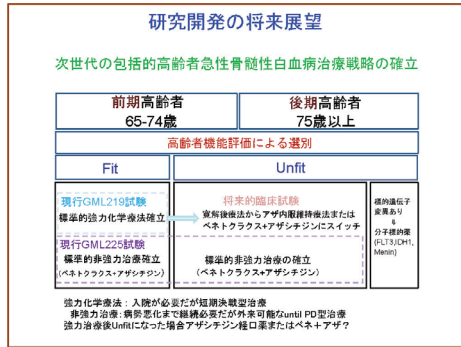 研究開発の将来展望
次世代の包括的高齢者急性骨髄性白血病治療戦略の確立
前期高齢者
65-74歳
後期高齢者
75歳以上
高齢者機能評価による選別
Fit
Unfit
現行GML219試験
標準的強力化学療法確立
現行GML225試験
標準的非強力治療確立
(ベネトクラクス+アザシチジン)
将来的臨床試験
寛解後療法からアザ内服維持療法または
ベネトクラクス+アザシチジンにスイッチ
標準的非強力治療の確立
(ベネトクラクス+アザシチジン)
標的遺伝子
変異あり
&
分子標的薬
(FLT3,IDH1,
Menin)
強力化学療法：入院が必要だが短期決戦型治療
非強力治療：病勢悪化まで継続必要だが外来可能なuntil PD型治療
強力治療後Unfitになった場合アザシチジン経口薬またはベネ+アザ？